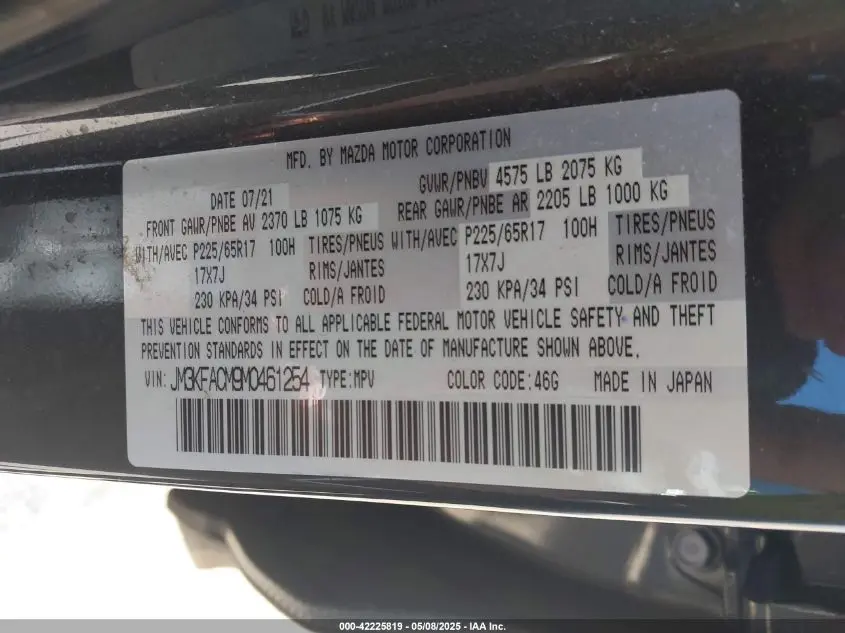 MFD. BY MAZDA MOTOR CORPORATION
DATE 07/21 GVWR/PNBV 4575 LB 2075 KG
FRONT GAWR/PNBE AV 2370 LB 1075 KG REAR GAWR/PNBE AR 2205 LB 1000 KG
WITH/AVEC P225/65R17 100H TIRES/PNEUS WITH/AVEC P225/65R17 100H TIRES/PNEUS
17X7J RIMS/JANTES 17X7J RIMS/JANTES
230 KPA/34 PSI COLD/A FROID 230 KPA/34 PSI COLD/A FROID
THIS VEHICLE CONFORMS TO ALL APPLICABLE FEDERAL MOTOR VEHICLE SAFETY AND THEFT
PREVENTION STANDARDS IN EFFECT ON THE DATE OF MANUFACTURE SHOWN ABOVE.
VIN: JM3KFACM9M0461254 TYPE:MPV COLOR CODE:46G MADE IN JAPAN
000-42225819 - 05/08/2025 - IAA Inc.